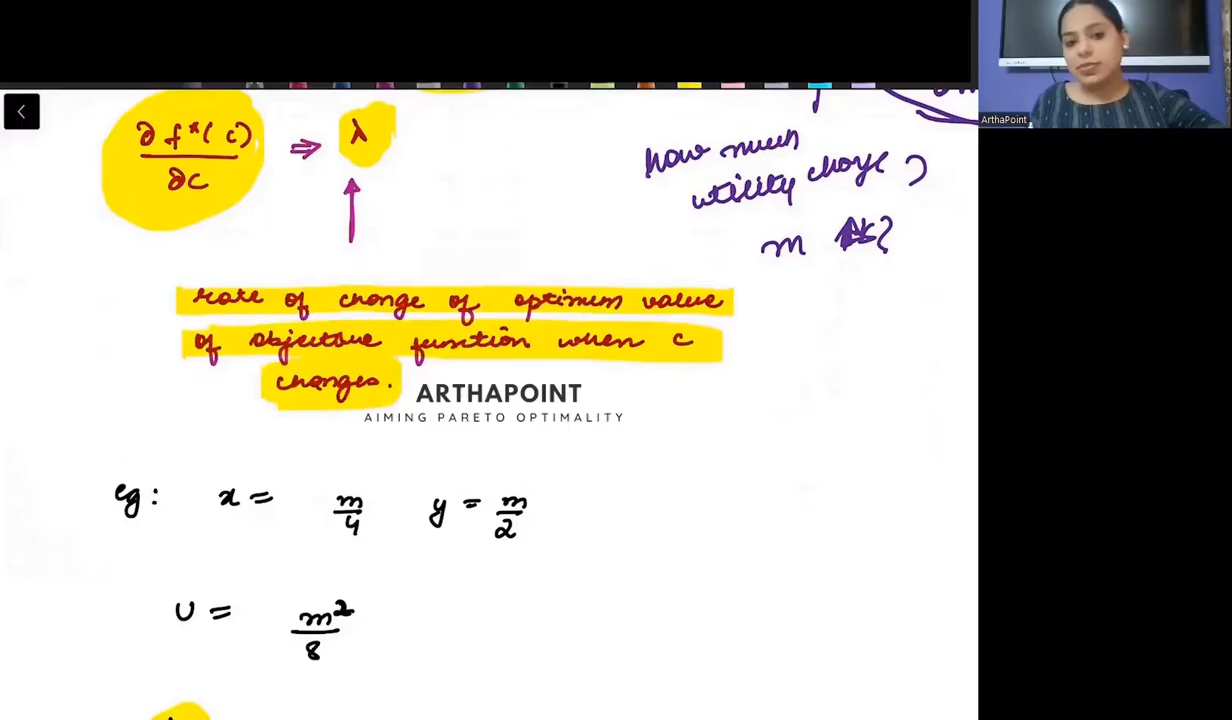 ∂ f*(c)
∂c
⇒ λ
how much
utility change ?
m ?
rate of change of optimum value
of objective function when c
changes.
ARTHAPOINT
AIMING PARETO OPTIMALITY
eg: x = m/4 y = m/2
U = m²/8
ArthaPoint